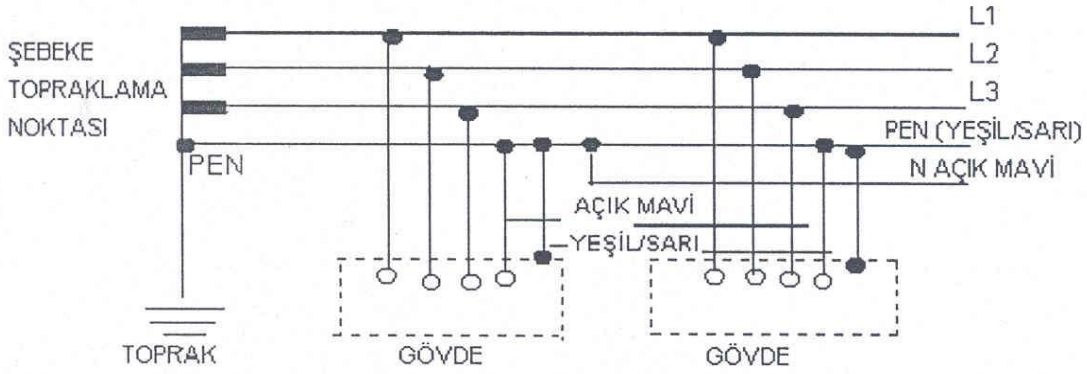 ŞEBEKE
TOPRAKLAMA
NOKTASI
PEN
L1
L2
L3
PEN (YEŞİL/SARI)
N AÇIK MAVİ
AÇIK MAVİ
YEŞİL/SARI
TOPRAK
GÖVDE
GÖVDE